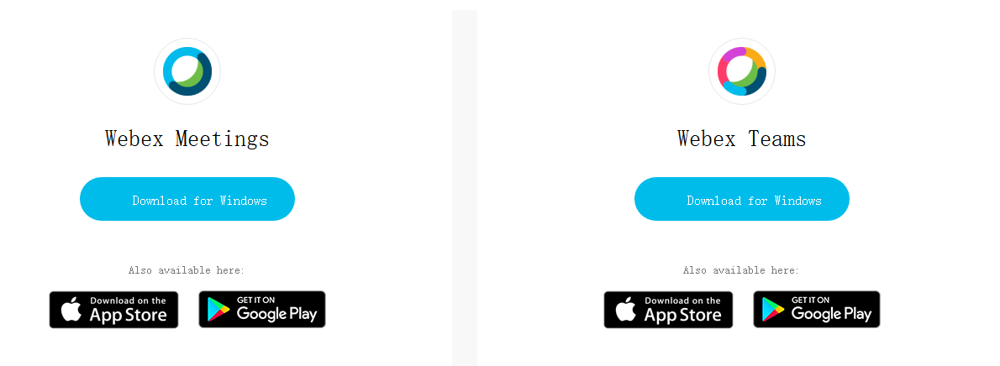 Webex Meetings
Download for Windows
Also available here:
Download on the
App Store
GET IT ON
Google Play
Webex Teams
Download for Windows
Also available here:
Download on the
App Store
GET IT ON
Google Play